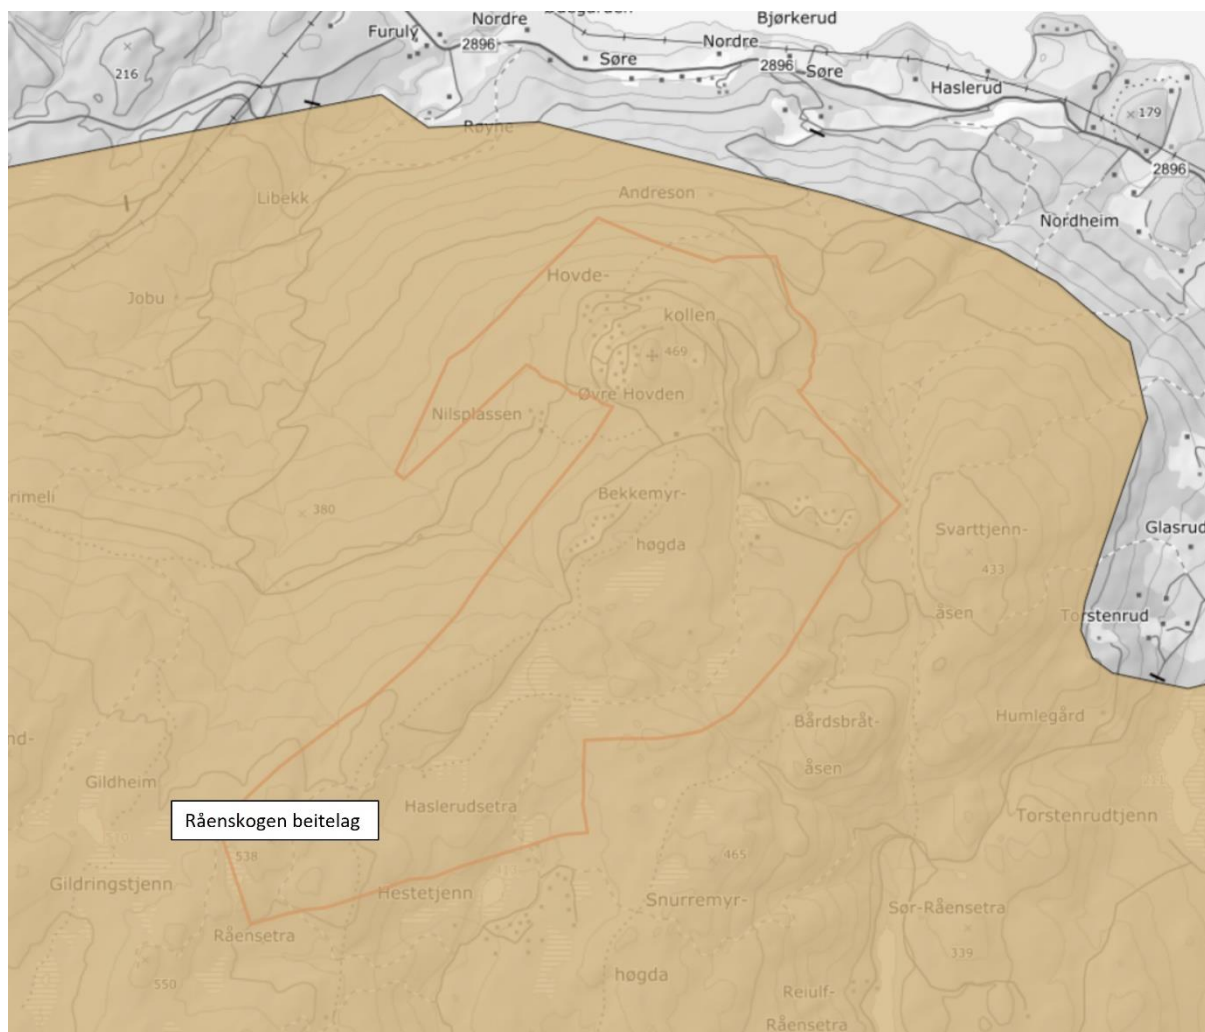 Bjørkerud
Nordre
Furuly
2896
Nordre
Søre
2896
Søre
216
Haslerud
179
Røyne
2896
Libekk
Andreson
Nordheim
Hovde-
Jobu
kollen
469
Øvre Hovden
Nilsplassen
Bekkemyr-
380
Svarttjenn-
Glasrud
høgda
433
åsen
Torstenrud
Bårdsbråt-
Humlegård
nd-
åsen
Gildheim
Haslerudsetra
Torstenrudtjenn
Råenskogen beitelag
538
465
Gildringstjenn
Hestetjenn
Snurremyr-
Sør-Råensetra
Råensetra
339
550
høgda
Reiulf-
Råensetra